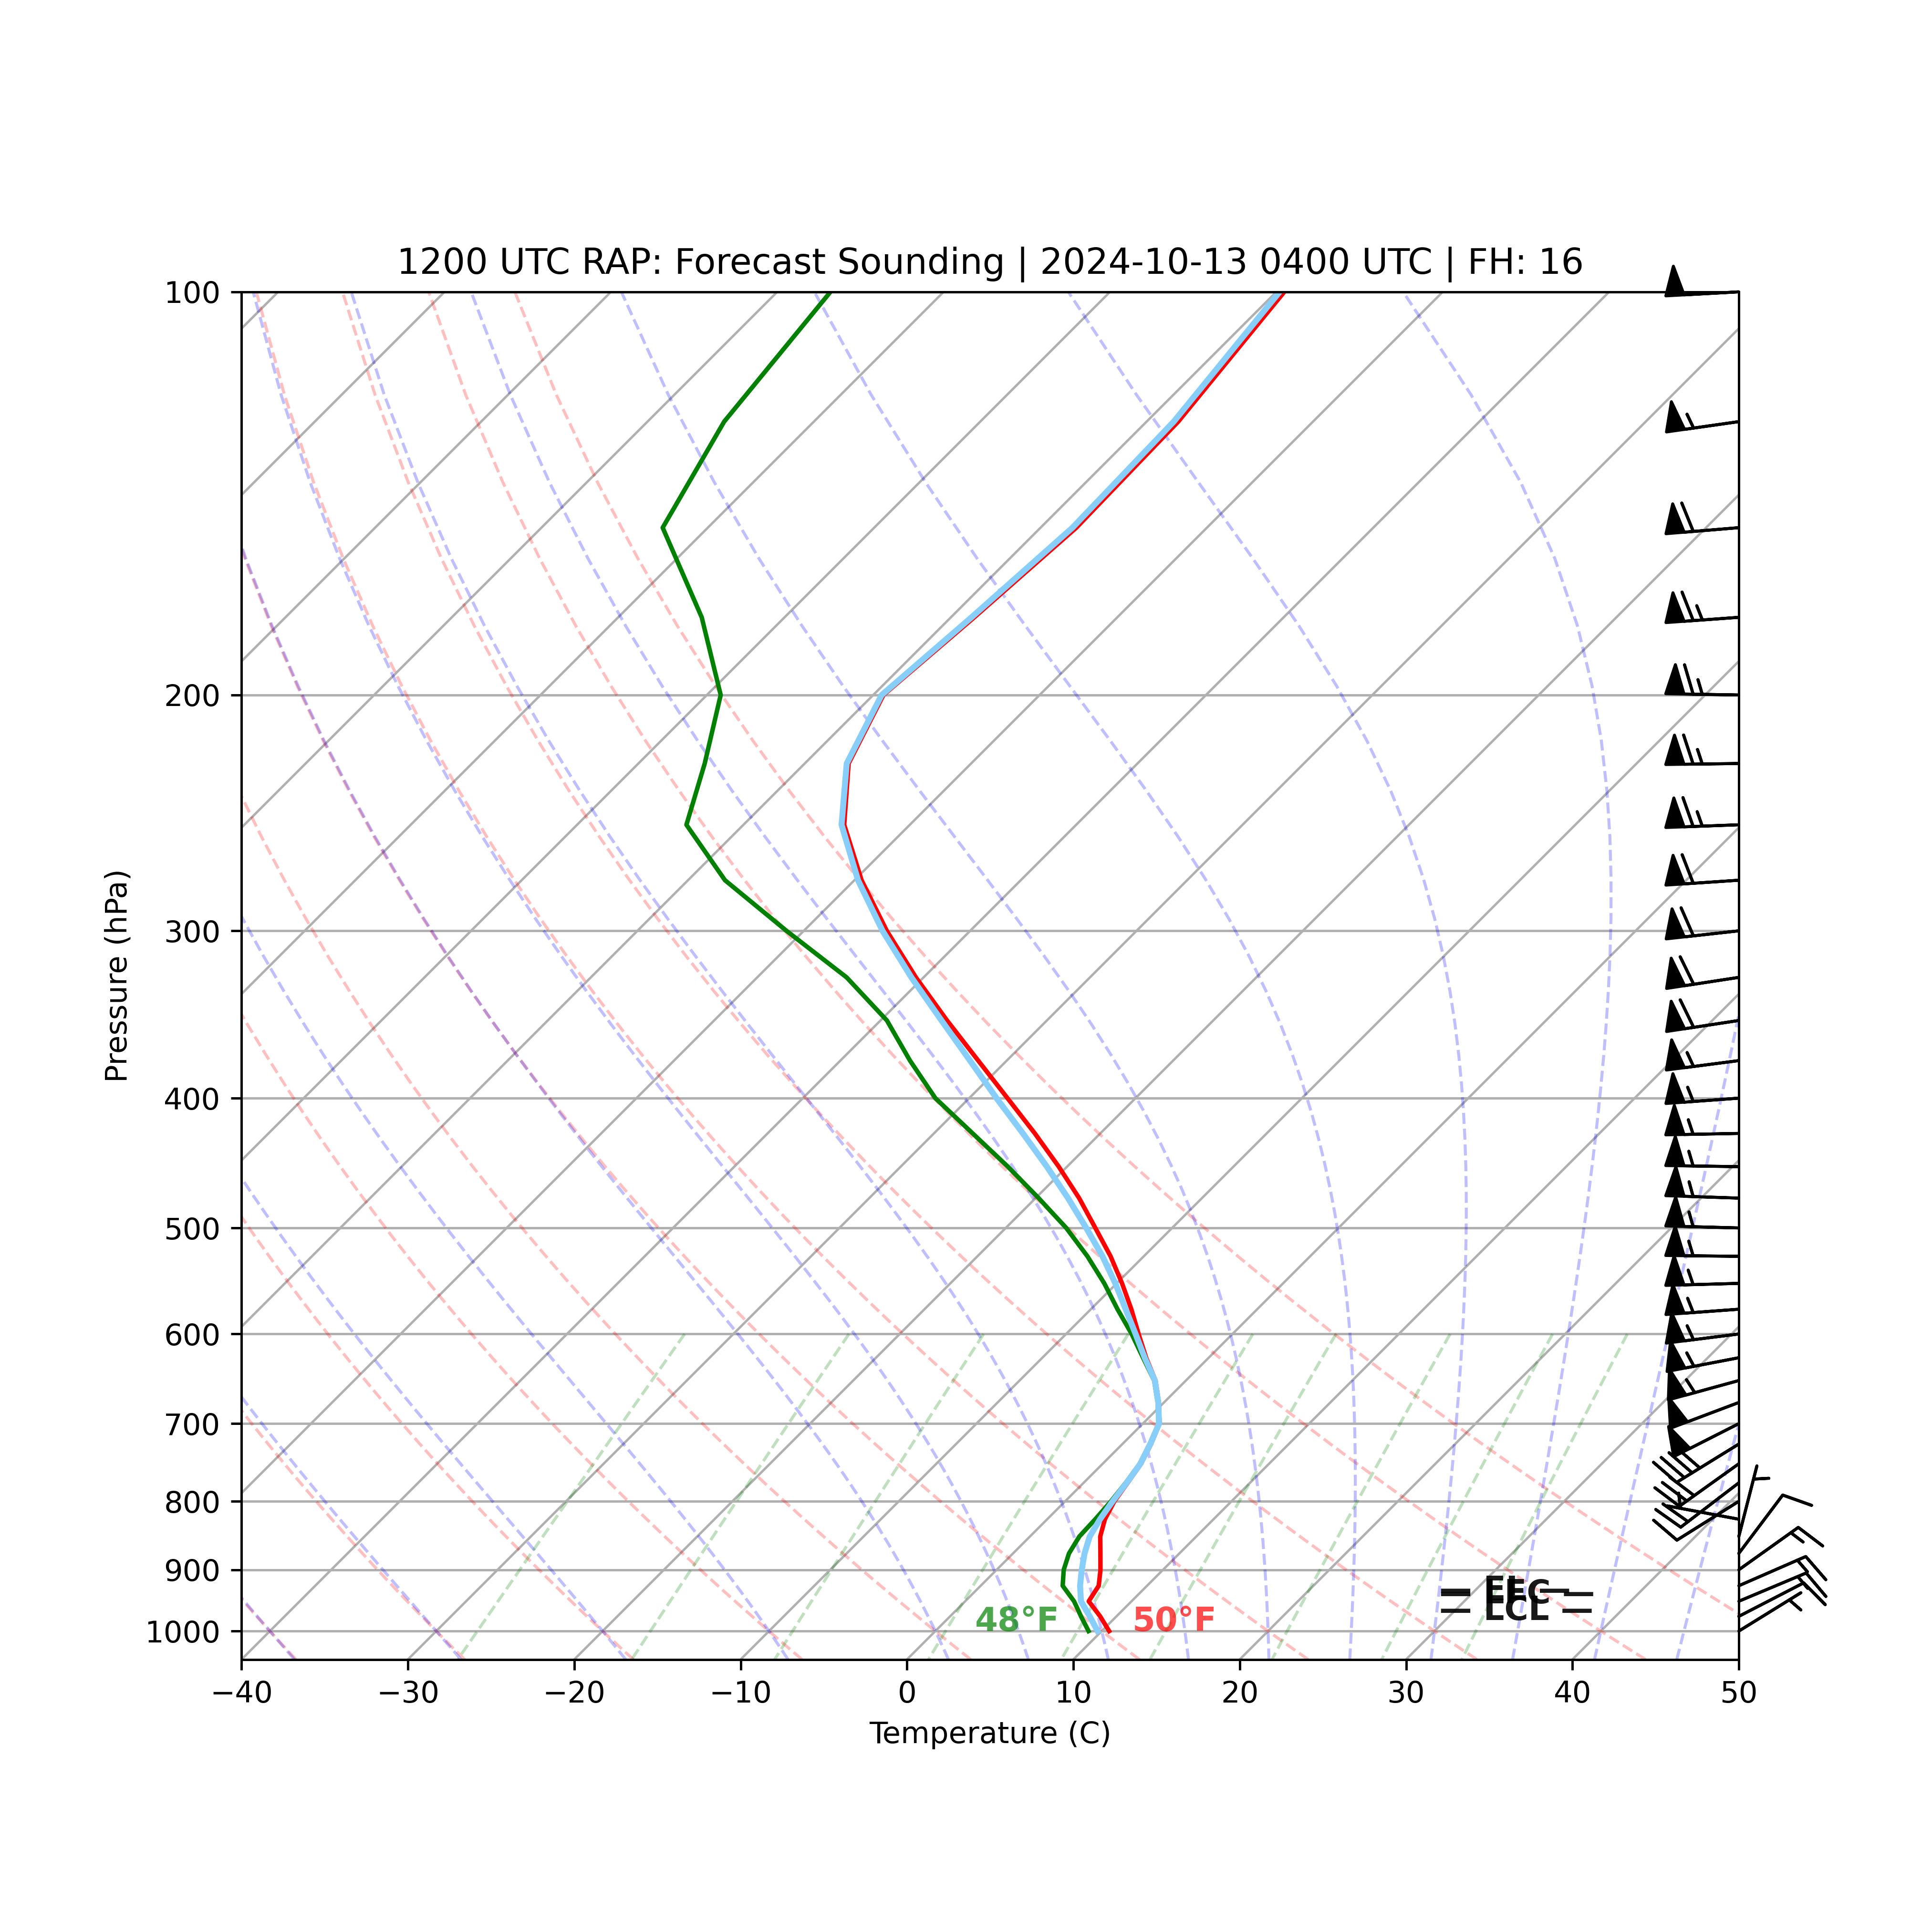 1200 UTC RAP: Forecast Sounding | 2024-10-13 0400 UTC | FH: 16
100
200
300
400
500
600
700
800
900
1000
Pressure (hPa)
48°F 50°F
LCL
−40 −30 −20 −10 0 10 20 30 40 50
Temperature (C)